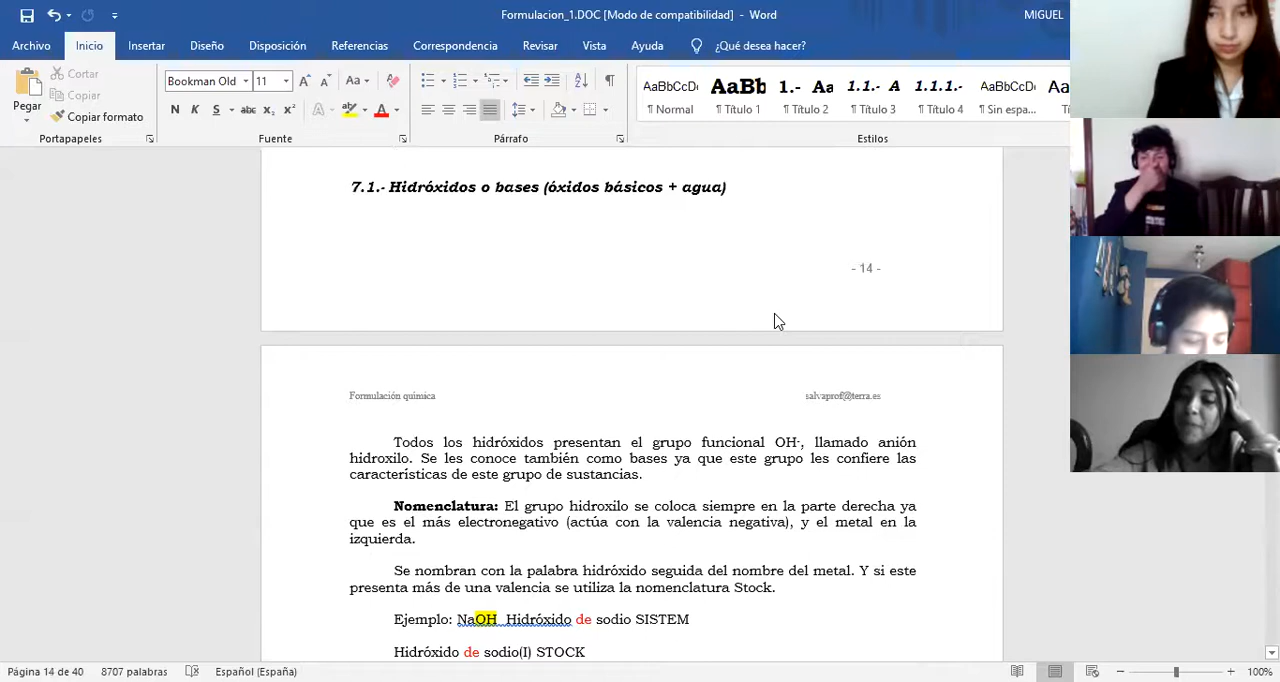 Formulacion_1.DOC [Modo de compatibilidad] - Word
MIGUEL
Archivo Inicio Insertar Diseño Disposición Referencias Correspondencia Revisar Vista Ayuda ¿Qué desea hacer?
Pegar
Cortar
Copiar
Copiar formato
Portapapeles
Bookman Old 11
N K S abc x₂ x²
Fuente
Párrafo
AaBbCcDc AaBb 1.- Aa 1.1.- A 1.1.1.- AaBbCcDc Aa
¶ Normal ¶ Título 1 ¶ Título 2 ¶ Título 3 ¶ Título 4 ¶ Sin espa...
Estilos
7.1.- Hidróxidos o bases (óxidos básicos + agua)
- 14 -
Formulación química salvaprof@terra.es
Todos los hidróxidos presentan el grupo funcional OH-, llamado anión
hidroxilo. Se les conoce también como bases ya que este grupo les confiere las
características de este grupo de sustancias.
Nomenclatura: El grupo hidroxilo se coloca siempre en la parte derecha ya
que es el más electronegativo (actúa con la valencia negativa), y el metal en la
izquierda.
Se nombran con la palabra hidróxido seguida del nombre del metal. Y si este
presenta más de una valencia se utiliza la nomenclatura Stock.
Ejemplo: NaOH Hidróxido de sodio SISTEM
Hidróxido de sodio(I) STOCK
Página 14 de 40 8707 palabras Español (España) 100%